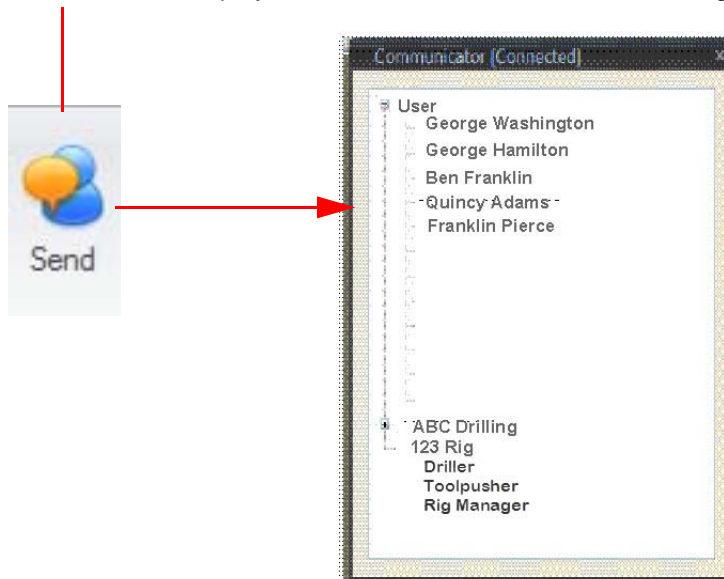 Communicator [Connected]
User
George Washington
George Hamilton
Ben Franklin
Quincy Adams
Franklin Pierce
Send
ABC Drilling
123 Rig
Driller
Toolpusher
Rig Manager